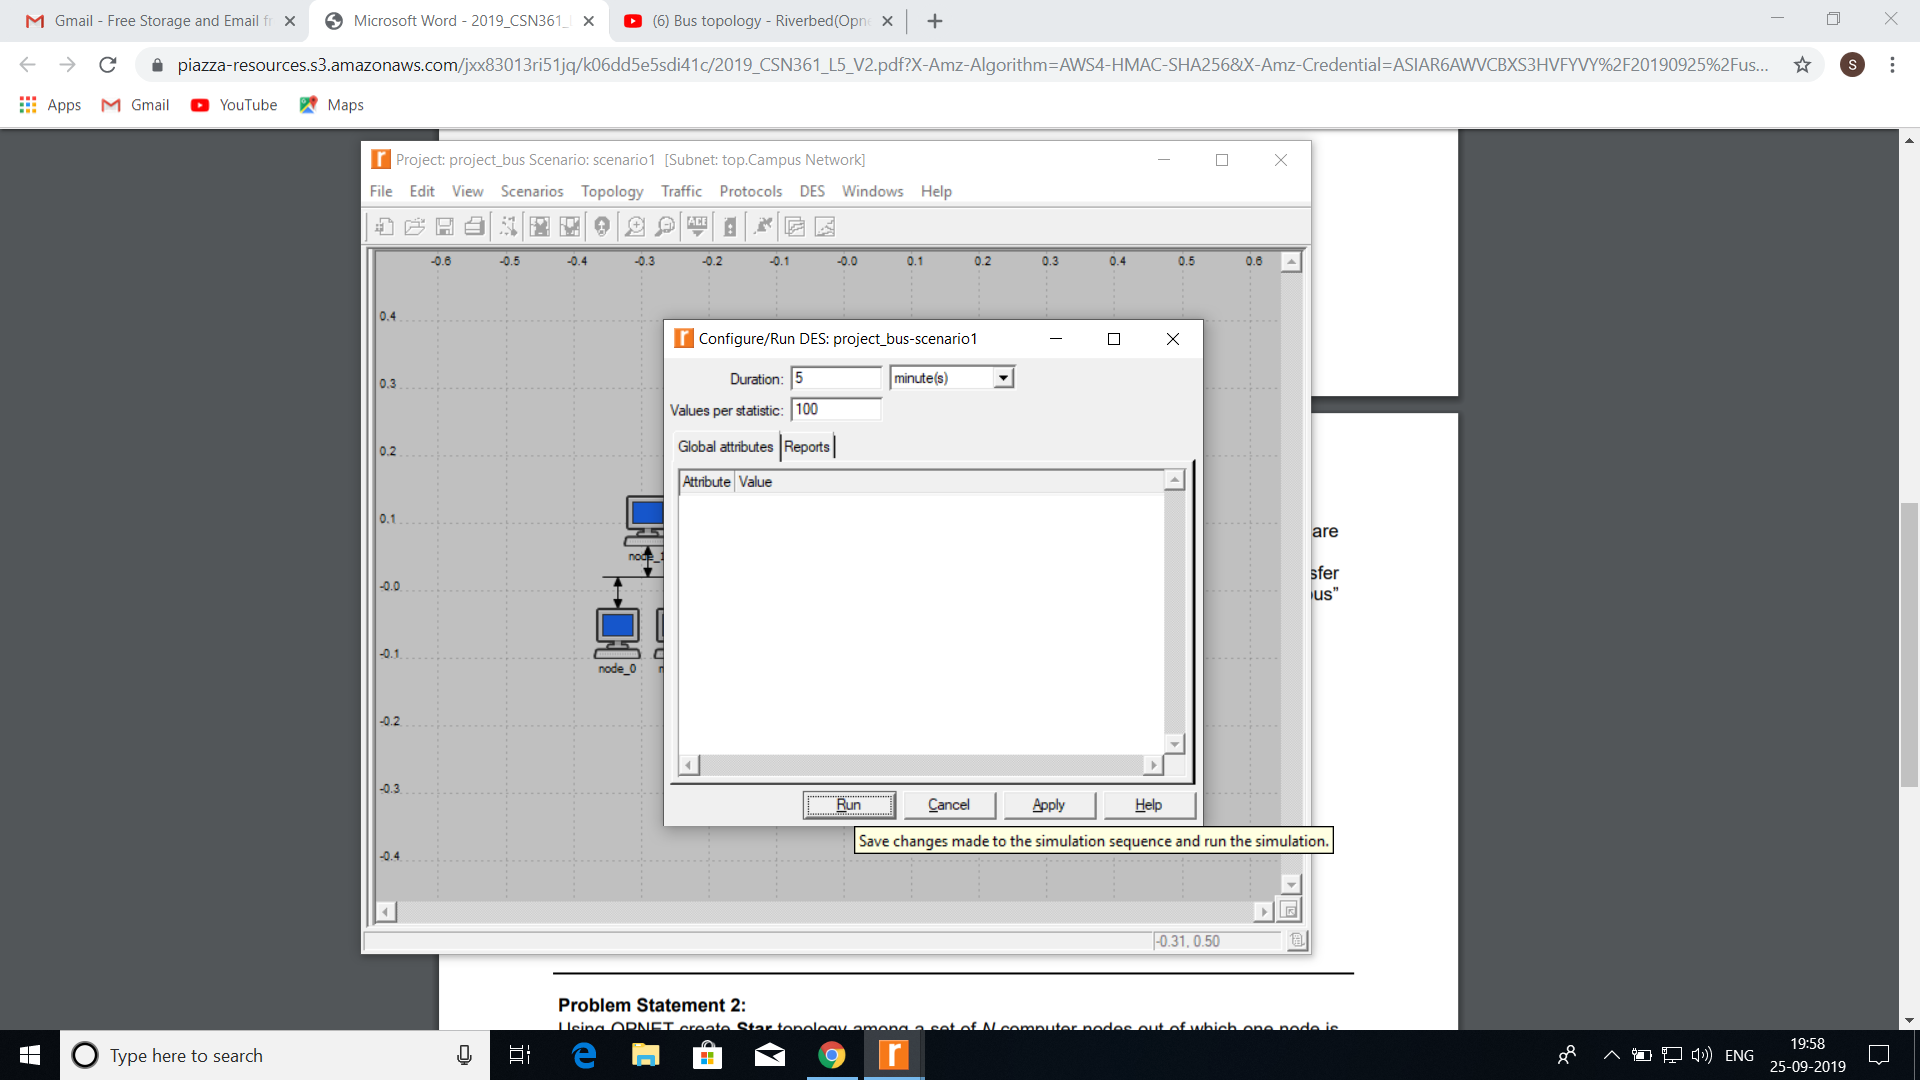 Gmail - Free Storage and Email fr
Microsoft Word - 2019_CSN361_
(6) Bus topology - Riverbed(Opne
piazza-resources.s3.amazonaws.com/jxx83013ri51jq/k06dd5e5sdi41c/2019_CSN361_L5_V2.pdf?X-Amz-Algorithm=AWS4-HMAC-SHA256&X-Amz-Credential=ASIAR6AWVCBXS3HVFYVY%2F20190925%2Fus...
S
Apps
Gmail
YouTube
Maps
Project: project_bus Scenario: scenario1 [Subnet: top.Campus Network]
File Edit View Scenarios Topology Traffic Protocols DES Windows Help
-0.6 -0.5 -0.4 -0.3 -0.2 -0.1 -0.0 0.1 0.2 0.3 0.4 0.5 0.6
0.4
0.3
0.2
0.1
-0.0
-0.1
-0.2
-0.3
-0.4
node_1
node_0
n
Configure/Run DES: project_bus-scenario1
Duration: 5 minute(s)
Values per statistic: 100
Global attributes Reports
Attribute Value
Run Cancel Apply Help
Save changes made to the simulation sequence and run the simulation.
are
sfer
ous”
-0.31, 0.50
Problem Statement 2:
Using OPNET create Star topology among a set of N computer nodes out of which one node is
Type here to search
ENG
19:58
25-09-2019